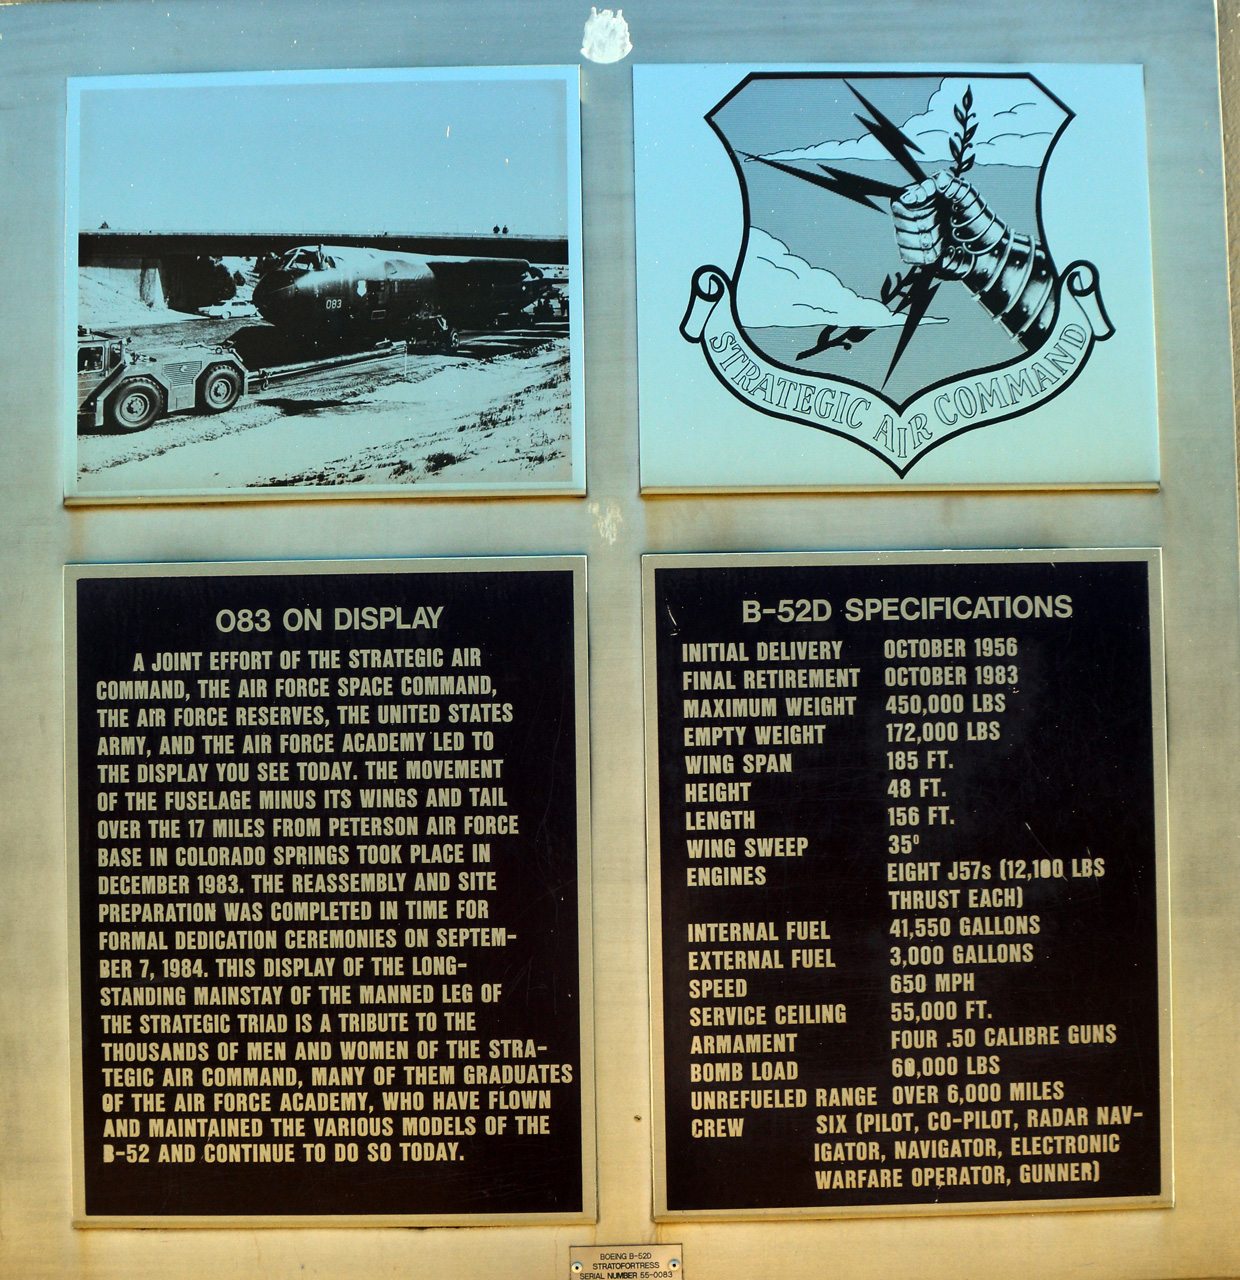 083
STRATEGIC AIR COMMAND
083 ON DISPLAY
A JOINT EFFORT OF THE STRATEGIC AIR
COMMAND, THE AIR FORCE SPACE COMMAND,
THE AIR FORCE RESERVES, THE UNITED STATES
ARMY, AND THE AIR FORCE ACADEMY LED TO
THE DISPLAY YOU SEE TODAY. THE MOVEMENT
OF THE FUSELAGE MINUS ITS WINGS AND TAIL
OVER THE 17 MILES FROM PETERSON AIR FORCE
BASE IN COLORADO SPRINGS TOOK PLACE IN
DECEMBER 1983. THE REASSEMBLY AND SITE
PREPARATION WAS COMPLETED IN TIME FOR
FORMAL DEDICATION CEREMONIES ON SEPTEM-
BER 7, 1984. THIS DISPLAY OF THE LONG-
STANDING MAINSTAY OF THE MANNED LEG OF
THE STRATEGIC TRIAD IS A TRIBUTE TO THE
THOUSANDS OF MEN AND WOMEN OF THE STRA-
TEGIC AIR COMMAND, MANY OF THEM GRADUATES
OF THE AIR FORCE ACADEMY, WHO HAVE FLOWN
AND MAINTAINED THE VARIOUS MODELS OF THE
B-52 AND CONTINUE TO DO SO TODAY.
B-52D SPECIFICATIONS
INITIAL DELIVERY OCTOBER 1956
FINAL RETIREMENT OCTOBER 1983
MAXIMUM WEIGHT 450,000 LBS
EMPTY WEIGHT 172,000 LBS
WING SPAN 185 FT.
HEIGHT 48 FT.
LENGTH 156 FT.
WING SWEEP 35⁰
ENGINES EIGHT J57s (12,100 LBS
THRUST EACH)
INTERNAL FUEL 41,550 GALLONS
EXTERNAL FUEL 3,000 GALLONS
SPEED 650 MPH
SERVICE CEILING 55,000 FT.
ARMAMENT FOUR .50 CALIBRE GUNS
BOMB LOAD 60,000 LBS
UNREFUELED RANGE OVER 6,000 MILES
CREW SIX (PILOT, CO-PILOT, RADAR NAV-
IGATOR, NAVIGATOR, ELECTRONIC
WARFARE OPERATOR, GUNNER)
BOEING B-52D
STRATOFORTRESS
SERIAL NUMBER 55-0083